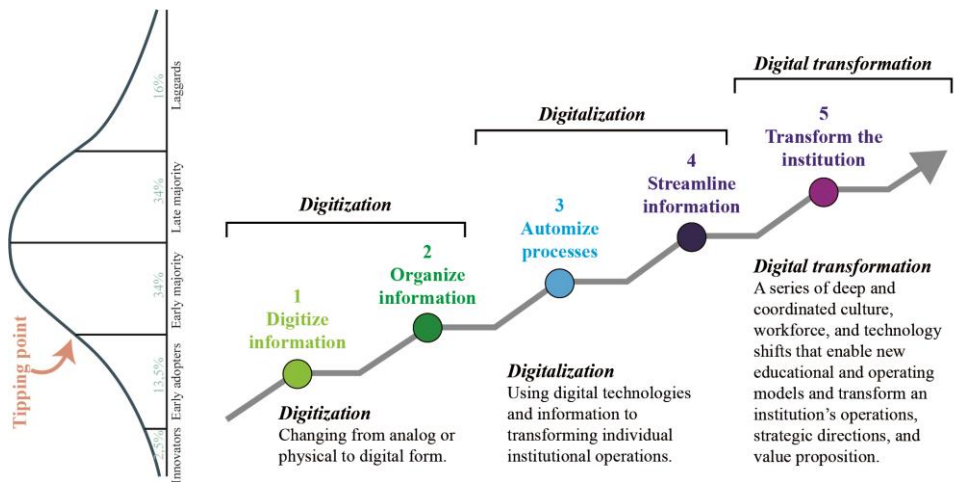 Laggards
16%
Late majority
34%
Early majority
34%
Early adopters
13,5%
Innovators
2,5%
Tipping point
Digitization
Digitalization
Digital transformation
1
Digitize
information
2
Organize
information
3
Automize
processes
4
Streamline
information
5
Transform the
institution
Digitization
Changing from analog or
physical to digital form.
Digitalization
Using digital technologies
and information to
transforming individual
institutional operations.
Digital transformation
A series of deep and
coordinated culture,
workforce, and technology
shifts that enable new
educational and operating
models and transform an
institution's operations,
strategic directions, and
value proposition.